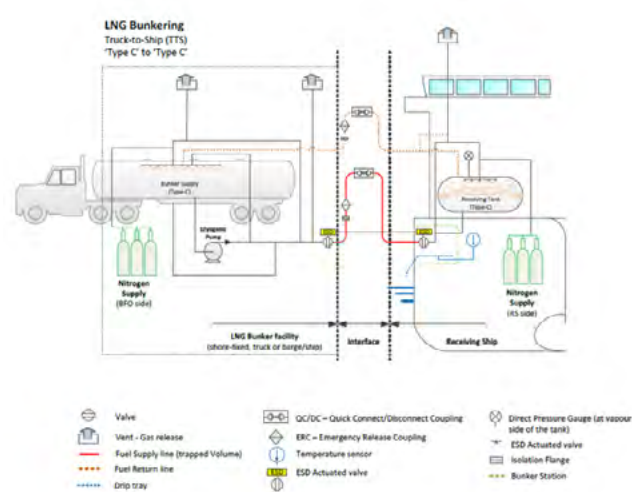 LNG Bunkering
Truck-to-Ship (TTS)
'Type C' to 'Type C'
Bunker Supply
(Type-C)
Cryogenic
Pump
ESD
ESD
Receiving Tank
(Type-C)
Nitrogen
Supply
(BFO side)
Nitrogen
Supply
(RS side)
LNG Bunker facility
(shore-fixed, truck or barge/ship)
Interface
Receiving Ship
Valve
Vent - Gas release
Fuel Supply line (trapped Volume)
Fuel Return line
Drip tray
QC/DC – Quick Connect/Disconnect Coupling
ERC – Emergency Release Coupling
Temperature sensor
ESD
ESD Actuated valve
Direct Pressure Gauge (at vapour
side of the tank)
ESD Actuated valve
Isolation Flange
Bunker Station